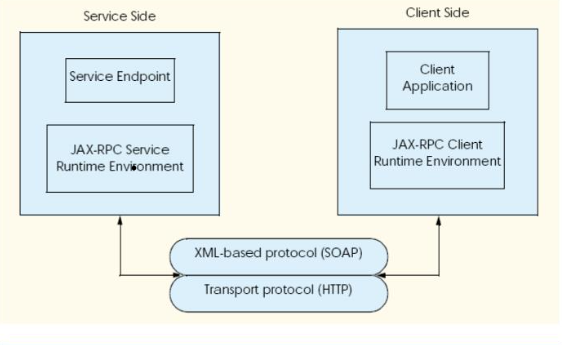 Service Side
Client Side
Service Endpoint
Client
Application
JAX-RPC Service
Runtime Environment
JAX-RPC Client
Runtime Environment
XML-based protocol (SOAP)
Transport protocol (HTTP)